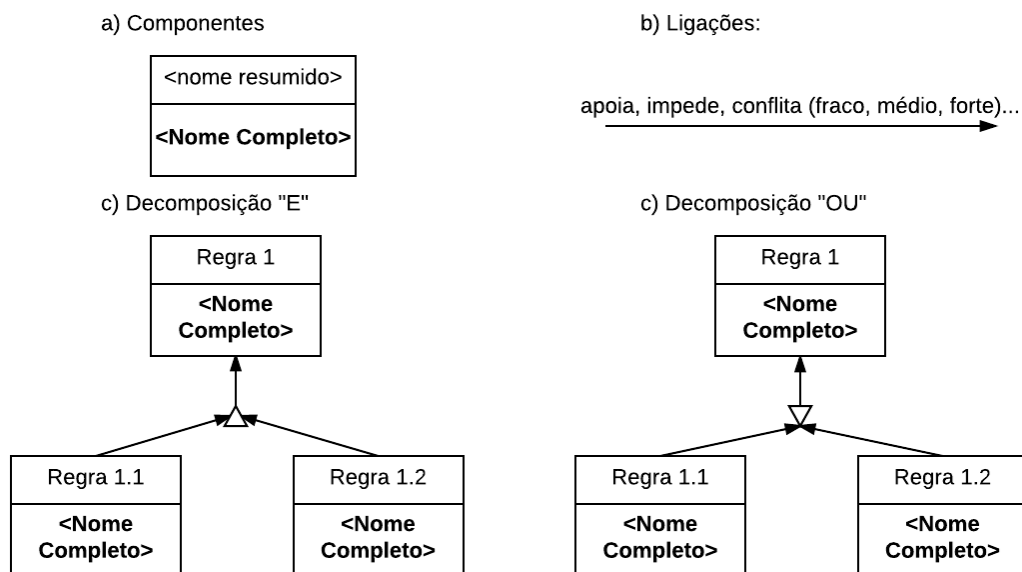 a) Componentes
<nome resumido>
<Nome Completo>
b) Ligações:
apoia, impede, conflita (fraco, médio, forte)...
c) Decomposição "E"
Regra 1
<Nome
Completo>
Regra 1.1
<Nome
Completo>
Regra 1.2
<Nome
Completo>
c) Decomposição "OU"
Regra 1
<Nome
Completo>
Regra 1.1
<Nome
Completo>
Regra 1.2
<Nome
Completo>